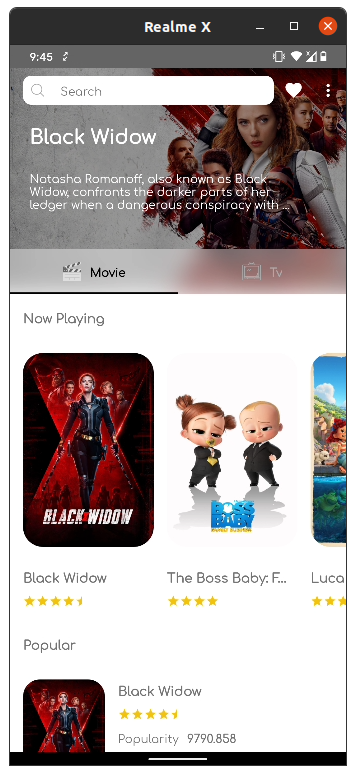 Realme X
9:45
Search
Black Widow
Natasha Romanoff, also known as Black
Widow, confronts the darker parts of her
ledger when a dangerous conspiracy with ...
Movie
Tv
Now Playing
BLACK WIDOW
BOSS
BABY
Black Widow
The Boss Baby: F...
Luca
Popular
Black Widow
Popularity 9790.858